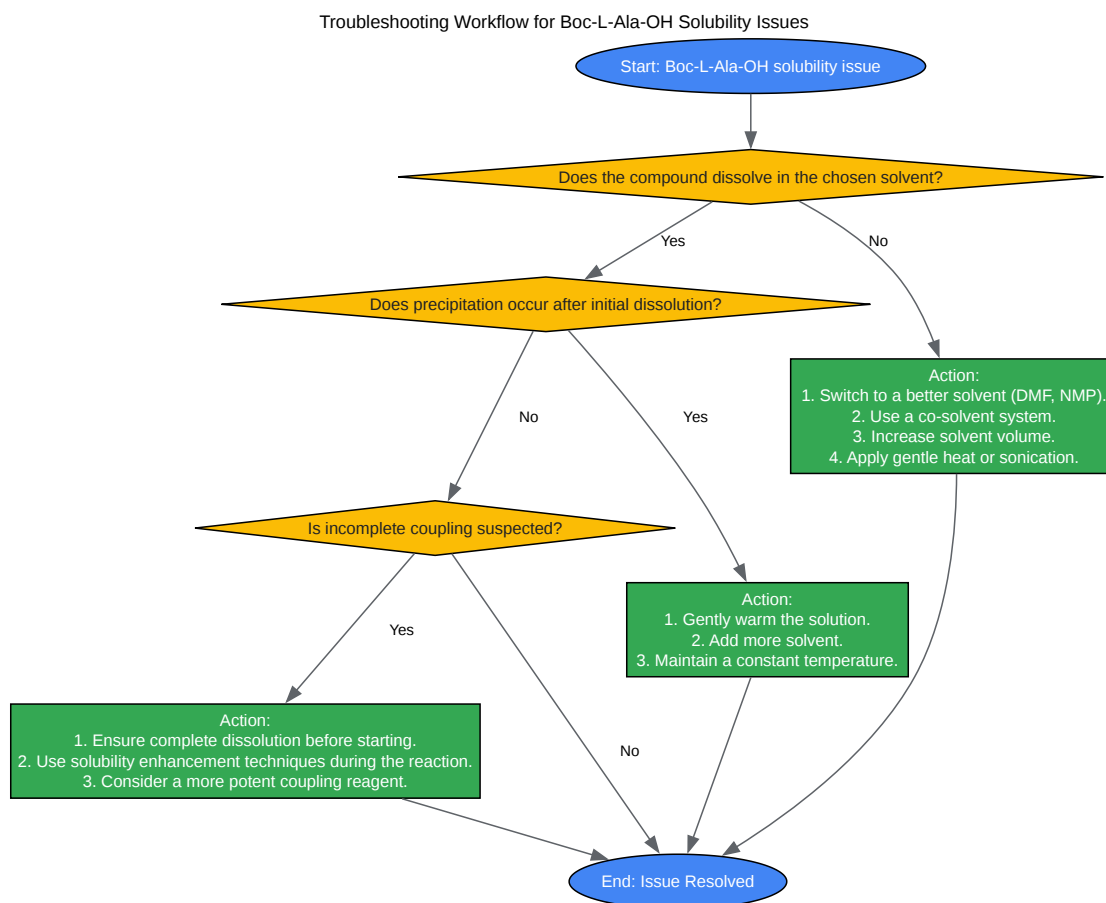 Troubleshooting Workflow for Boc-L-Ala-OH Solubility Issues
Start: Boc-L-Ala-OH solubility issue
Does the compound dissolve in the chosen solvent?
Yes
No
Does precipitation occur after initial dissolution?
Action:
1. Switch to a better solvent (DMF, NMP).
2. Use a co-solvent system.
3. Increase solvent volume.
4. Apply gentle heat or sonication.
No
Yes
Is incomplete coupling suspected?
Action:
1. Gently warm the solution.
2. Add more solvent.
3. Maintain a constant temperature.
Yes
No
Action:
1. Ensure complete dissolution before starting.
2. Use solubility enhancement techniques during the reaction.
3. Consider a more potent coupling reagent.
End: Issue Resolved